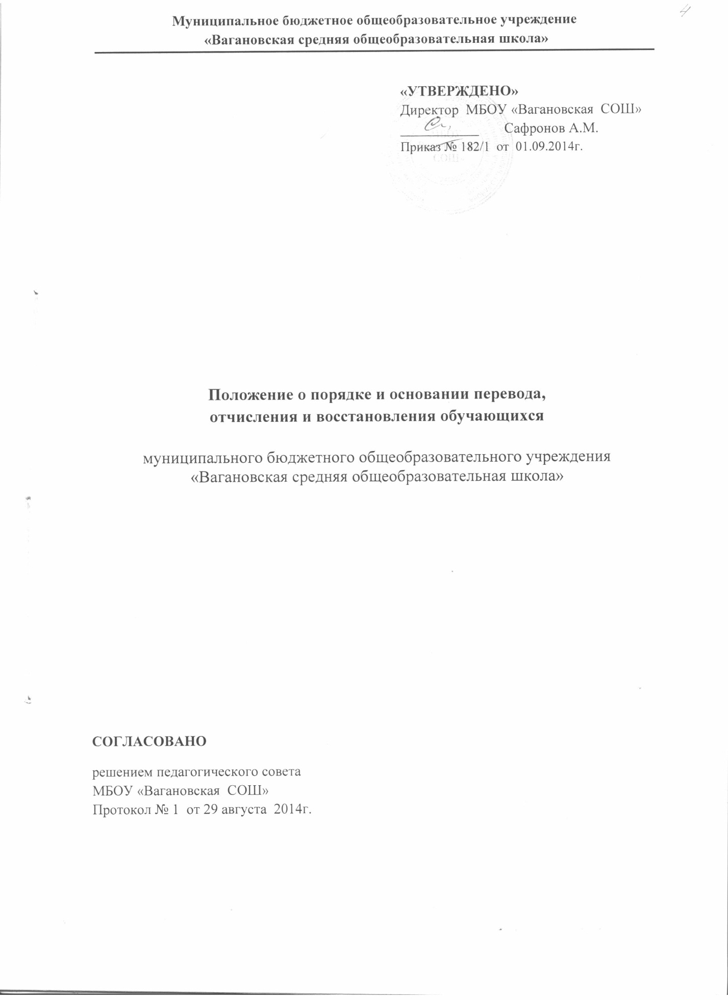 4
Муниципальное бюджетное общеобразовательное учреждение
«Вагановская средняя общеобразовательная школа»
«УТВЕРЖДЕНО»
Директор МБОУ «Вагановская СОШ»
Сафронов А.М.
Приказ № 182/1 от 01.09.2014г.
СОШ
Положение о порядке и основании перевода,
отчисления и восстановления обучающихся
муниципального бюджетного общеобразовательного учреждения
«Вагановская средняя общеобразовательная школа»
СОГЛАСОВАНО
решением педагогического совета
МБОУ «Вагановская СОШ»
Протокол № 1 от 29 августа 2014г.